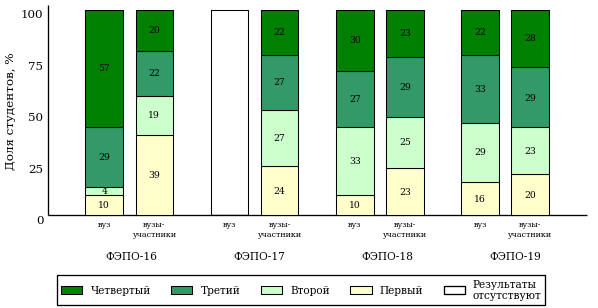 100
75
50
25
0
Доля студентов, %
57
29
4
10
20
22
19
39
22
27
27
24
30
27
33
10
23
29
25
23
22
33
29
16
28
29
23
20
вуз
вузы-
участники
вуз
вузы-
участники
вуз
вузы-
участники
вуз
вузы-
участники
ФЭПО-16
ФЭПО-17
ФЭПО-18
ФЭПО-19
Четвертый
Третий
Второй
Первый
Результаты
отсутствуют